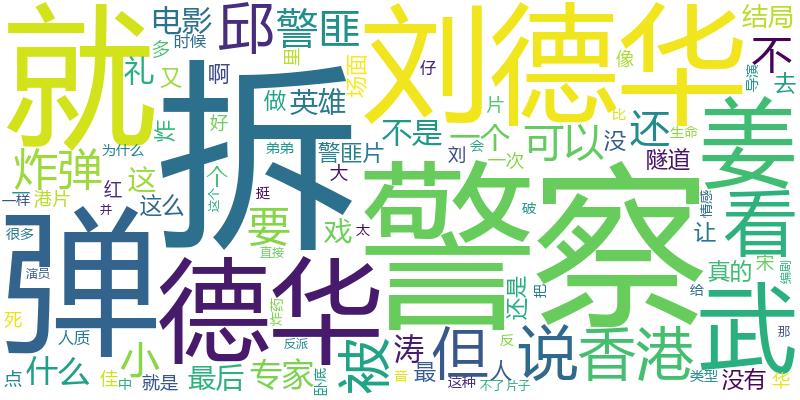 就
拆
弹
刘德华
警察
德华
姜
武
看
电影
邱
警匪
结局
不
去
多
时候
礼
又
啊
里
场面
仔
像
导演
英雄
做
片
比
生命
炸弹
炸
好
为什么
弟弟
警匪片
不是
一个
可以
还
没
隧道
刘
会
一次
这
个
大
一样
港片
红
并
这么
这个
挺
要
戏
太
破
情感
让
很多
直接
还是
把
真的
宋
编剧
演员
炸药
给
那
死
人质
反派
卧底
被
涛
但
说
香港
小
最
人
反
点
什么
佳
中
就是
最后
专家
音
这种
不了
片子
类型
没有
华